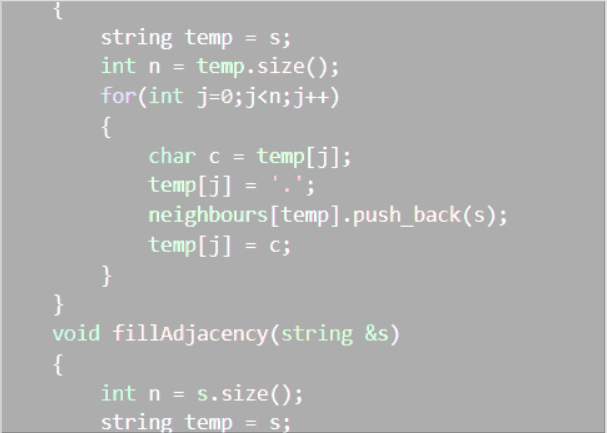 {
string temp = s;
int n = temp.size();
for(int j=0;j<n;j++)
{
char c = temp[j];
temp[j] = '.';
neighbours[temp].push_back(s);
temp[j] = c;
}
}
void fillAdjacency(string &s)
{
int n = s.size();
string temp = s;